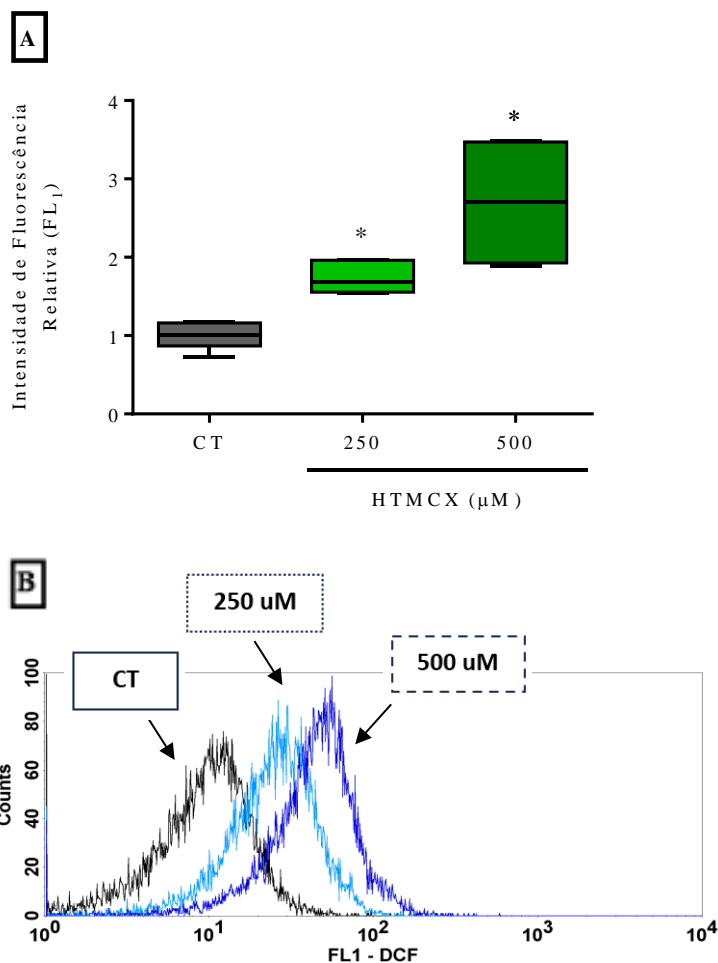 A
Intensidade de Fluorescência
Relativa (FL1)
4
3
2
1
0
*
*
CT
250
500
HTMCX (µM)
B
250 uM
CT
500 uM
Counts
100
80
60
40
20
0
10^0
10^1
10^2
10^3
10^4
FL1 - DCF